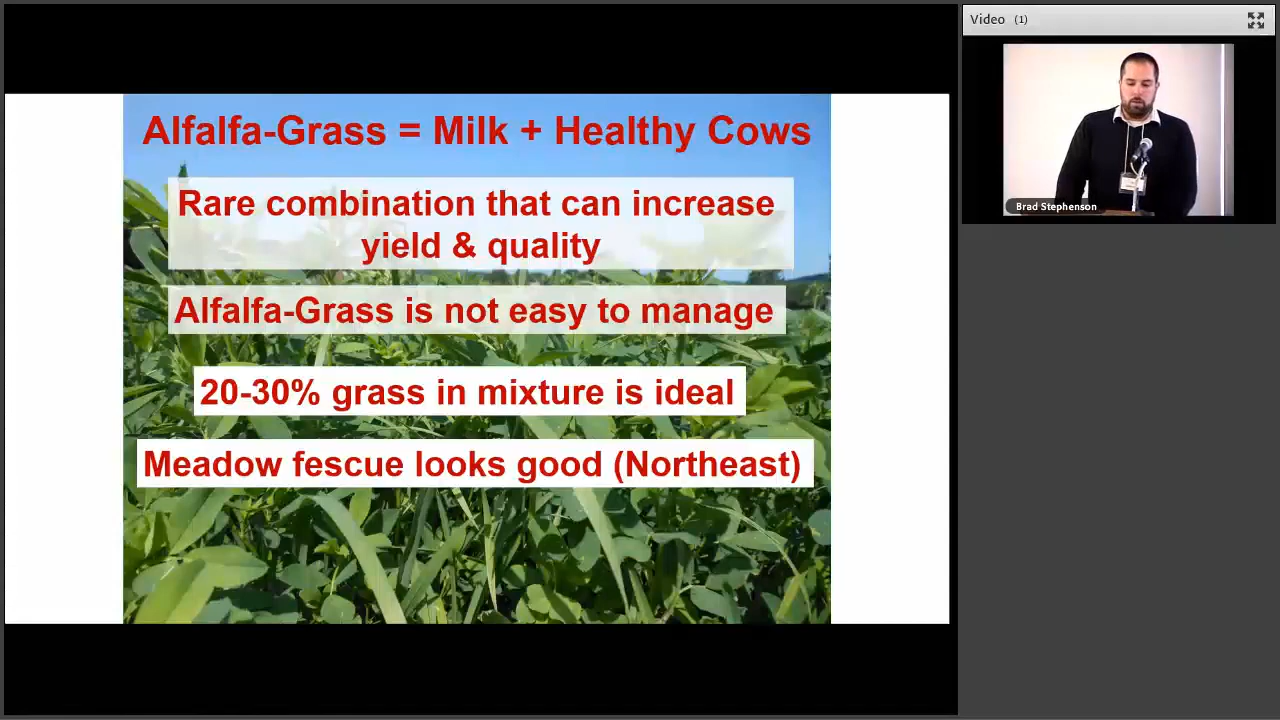 Alfalfa-Grass = Milk + Healthy Cows
Rare combination that can increase
yield & quality
Alfalfa-Grass is not easy to manage
20-30% grass in mixture is ideal
Meadow fescue looks good (Northeast)
Video (1)
Brad Stephenson